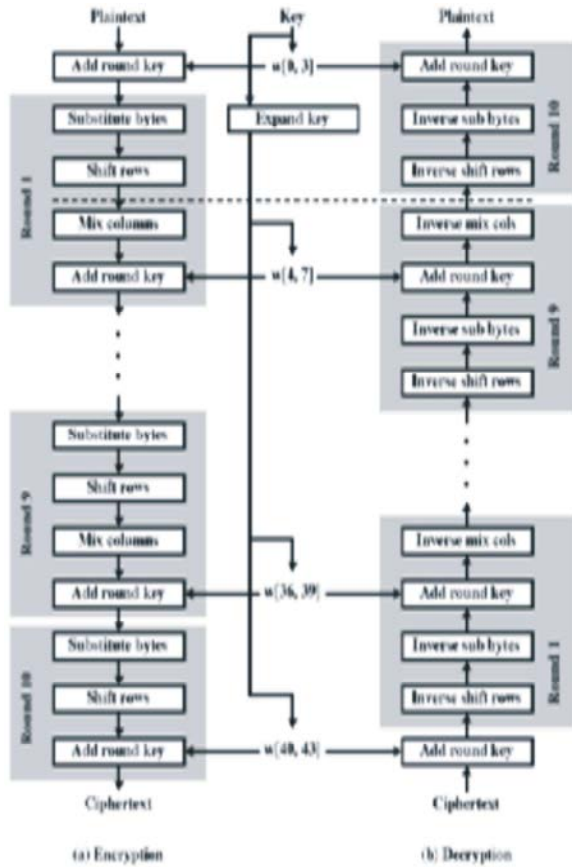 Plaintext
Add round key
Round 1
Substitute bytes
Shift rows
Mix columns
Add round key
Round 9
Substitute bytes
Shift rows
Mix columns
Add round key
Round 10
Substitute bytes
Shift rows
Add round key
Ciphertext
(a) Encryption
Key
w[0, 3]
Expand key
w[4, 7]
w[36, 39]
w[40, 43]
Plaintext
Add round key
Inverse sub bytes
Inverse shift rows
Round 10
Inverse mix cols
Add round key
Inverse sub bytes
Inverse shift rows
Round 9
Inverse mix cols
Add round key
Inverse sub bytes
Inverse shift rows
Round 1
Add round key
Ciphertext
(b) Decryption